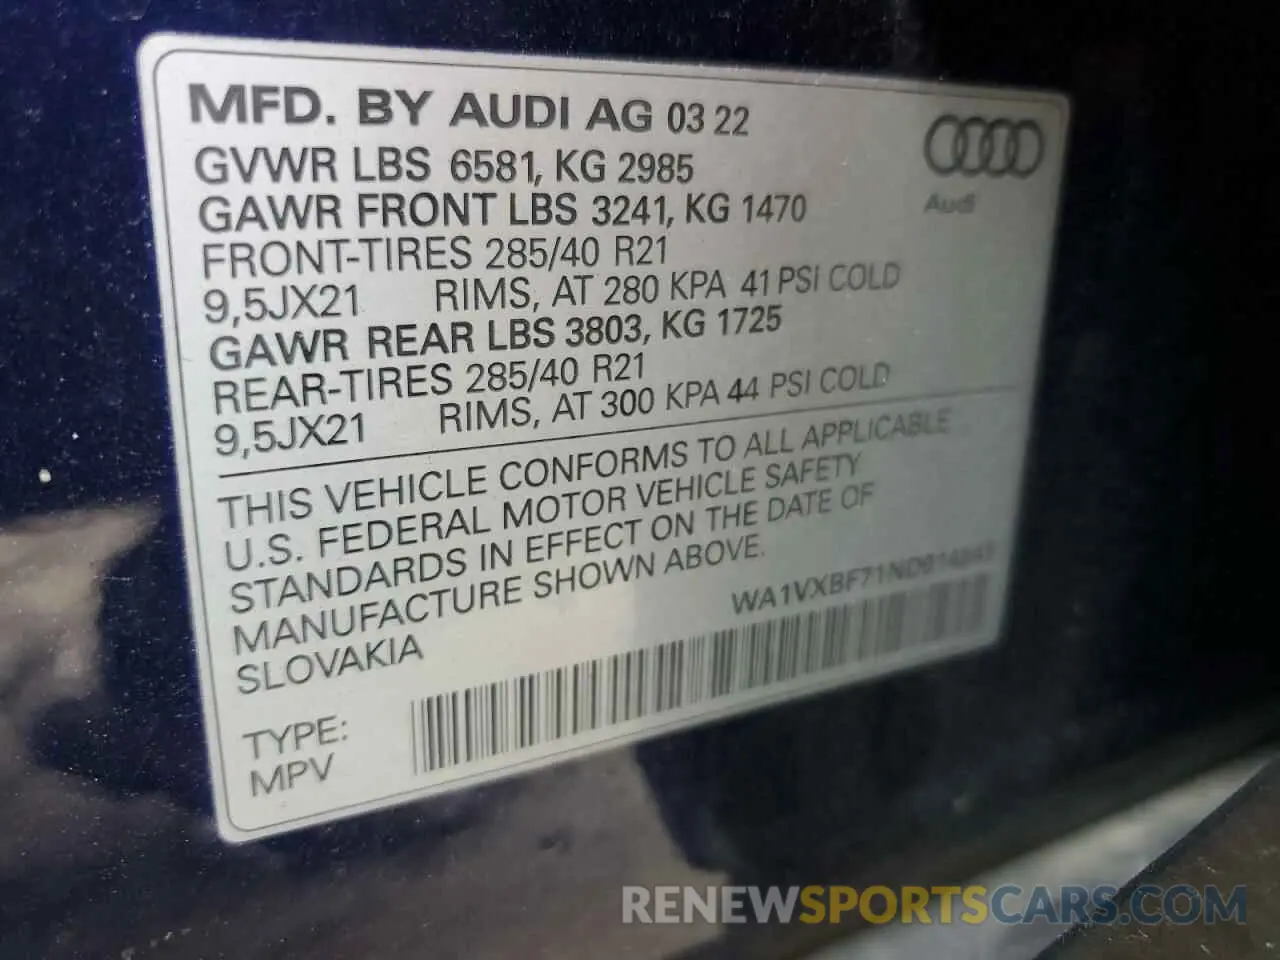 MFD. BY AUDI AG 03 22
GVWR LBS 6581, KG 2985
GAWR FRONT LBS 3241, KG 1470
FRONT-TIRES 285/40 R21
9,5JX21 RIMS, AT 280 KPA 41 PSI COLD
GAWR REAR LBS 3803, KG 1725
REAR-TIRES 285/40 R21
9,5JX21 RIMS, AT 300 KPA 44 PSI COLD
Audi
THIS VEHICLE CONFORMS TO ALL APPLICABLE
U.S. FEDERAL MOTOR VEHICLE SAFETY
STANDARDS IN EFFECT ON THE DATE OF
MANUFACTURE SHOWN ABOVE.
SLOVAKIA
TYPE:
MPV
RENEWSPORTSCARS.COM